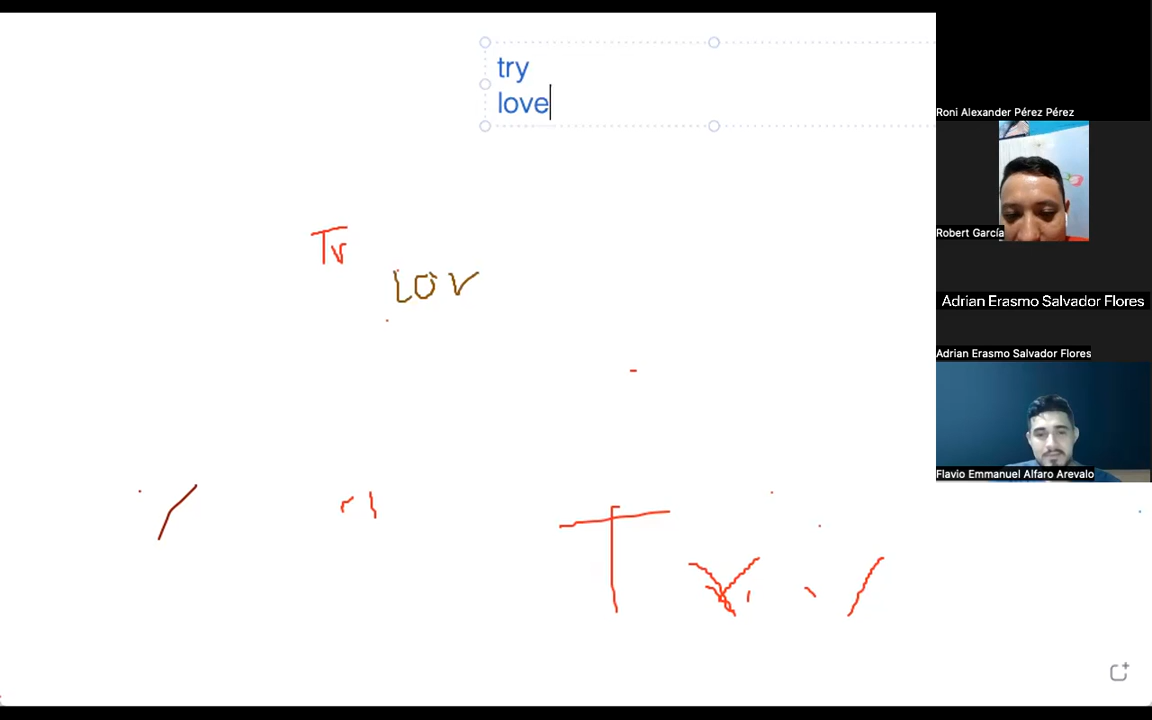 try
love
Tr
LOV
T
Roni Alexander Pérez Pérez
Robert García
Adrian Erasmo Salvador Flores
Adrian Erasmo Salvador Flores
Flavio Emmanuel Alfaro Arevalo